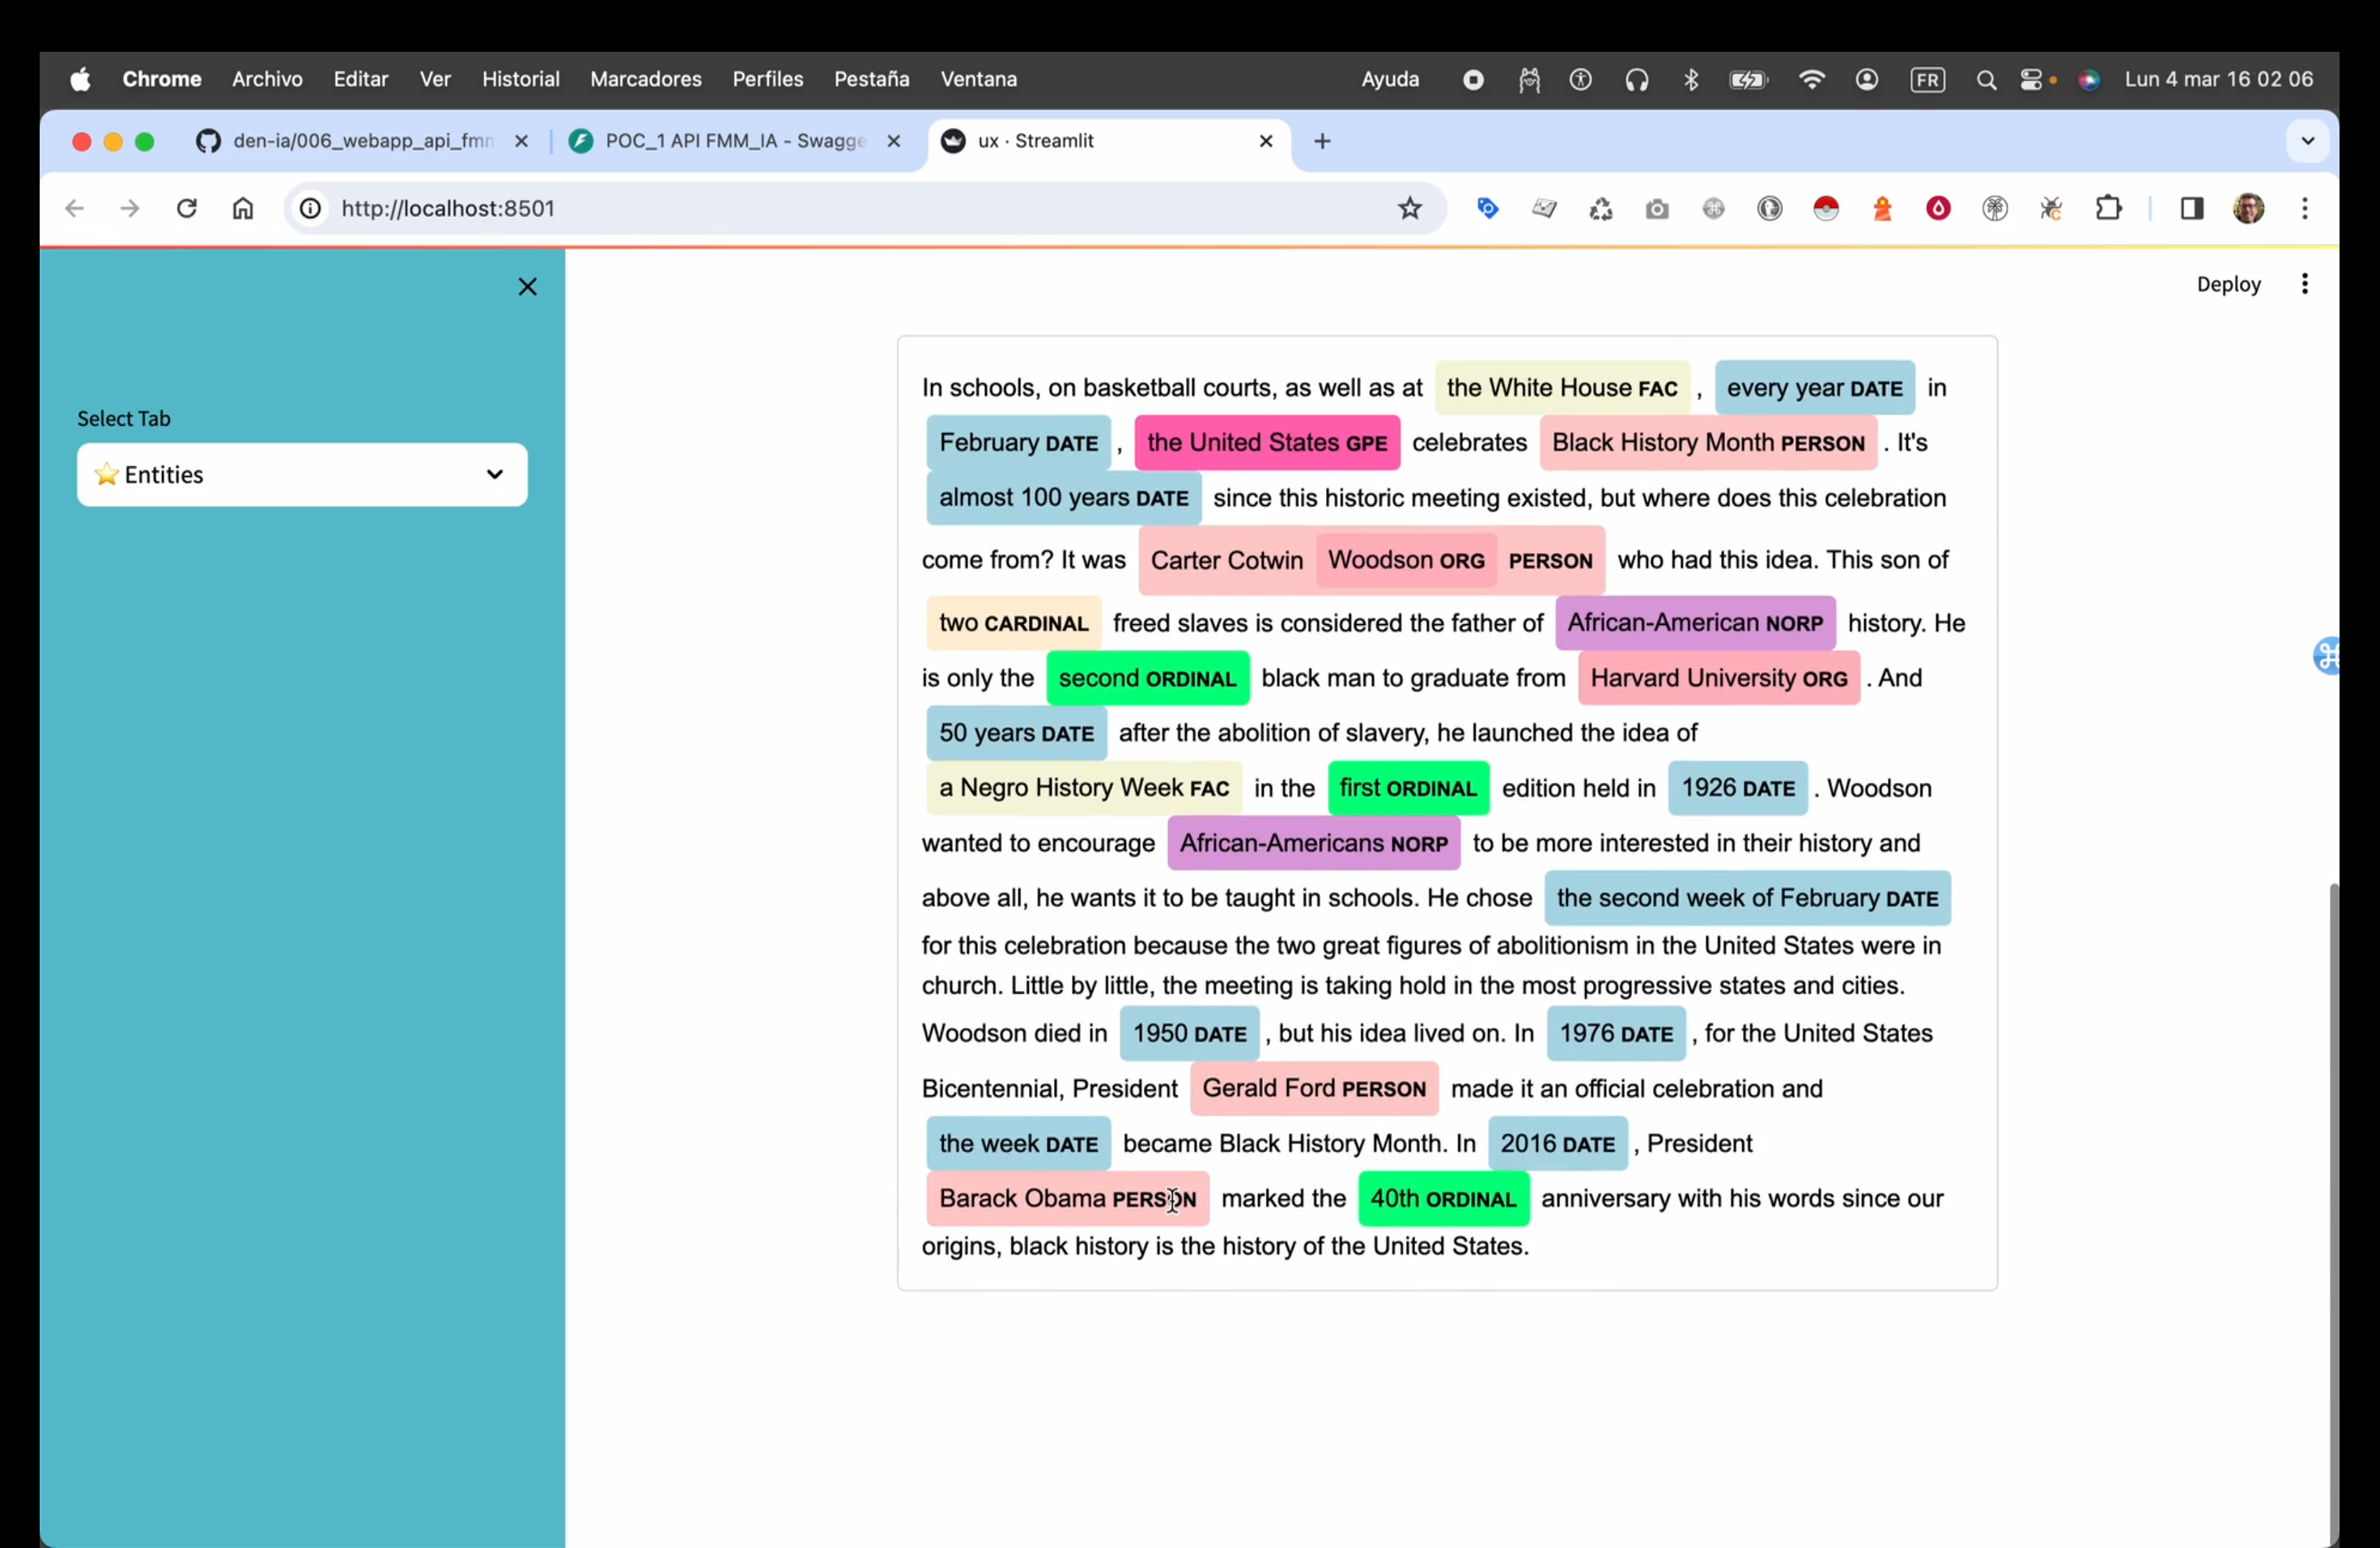 Chrome Archivo Editar Ver Historial Marcadores Perfiles Pestaña Ventana Ayuda FR Lun 4 mar 16 02 06
den-ia/006_webapp_api_fmm POC_1 API FMM_IA - Swagge ux · Streamlit
http://localhost:8501
Deploy
Select Tab
Entities
In schools, on basketball courts, as well as at the White House FAC , every year DATE in
February DATE , the United States GPE celebrates Black History Month PERSON . It's
almost 100 years DATE since this historic meeting existed, but where does this celebration
come from? It was Carter Cotwin Woodson ORG PERSON who had this idea. This son of
two CARDINAL freed slaves is considered the father of African-American NORP history. He
is only the second ORDINAL black man to graduate from Harvard University ORG . And
50 years DATE after the abolition of slavery, he launched the idea of
a Negro History Week FAC in the first ORDINAL edition held in 1926 DATE . Woodson
wanted to encourage African-Americans NORP to be more interested in their history and
above all, he wants it to be taught in schools. He chose the second week of February DATE
for this celebration because the two great figures of abolitionism in the United States were in
church. Little by little, the meeting is taking hold in the most progressive states and cities.
Woodson died in 1950 DATE , but his idea lived on. In 1976 DATE , for the United States
Bicentennial, President Gerald Ford PERSON made it an official celebration and
the week DATE became Black History Month. In 2016 DATE , President
Barack Obama PERSON marked the 40th ORDINAL anniversary with his words since our
origins, black history is the history of the United States.